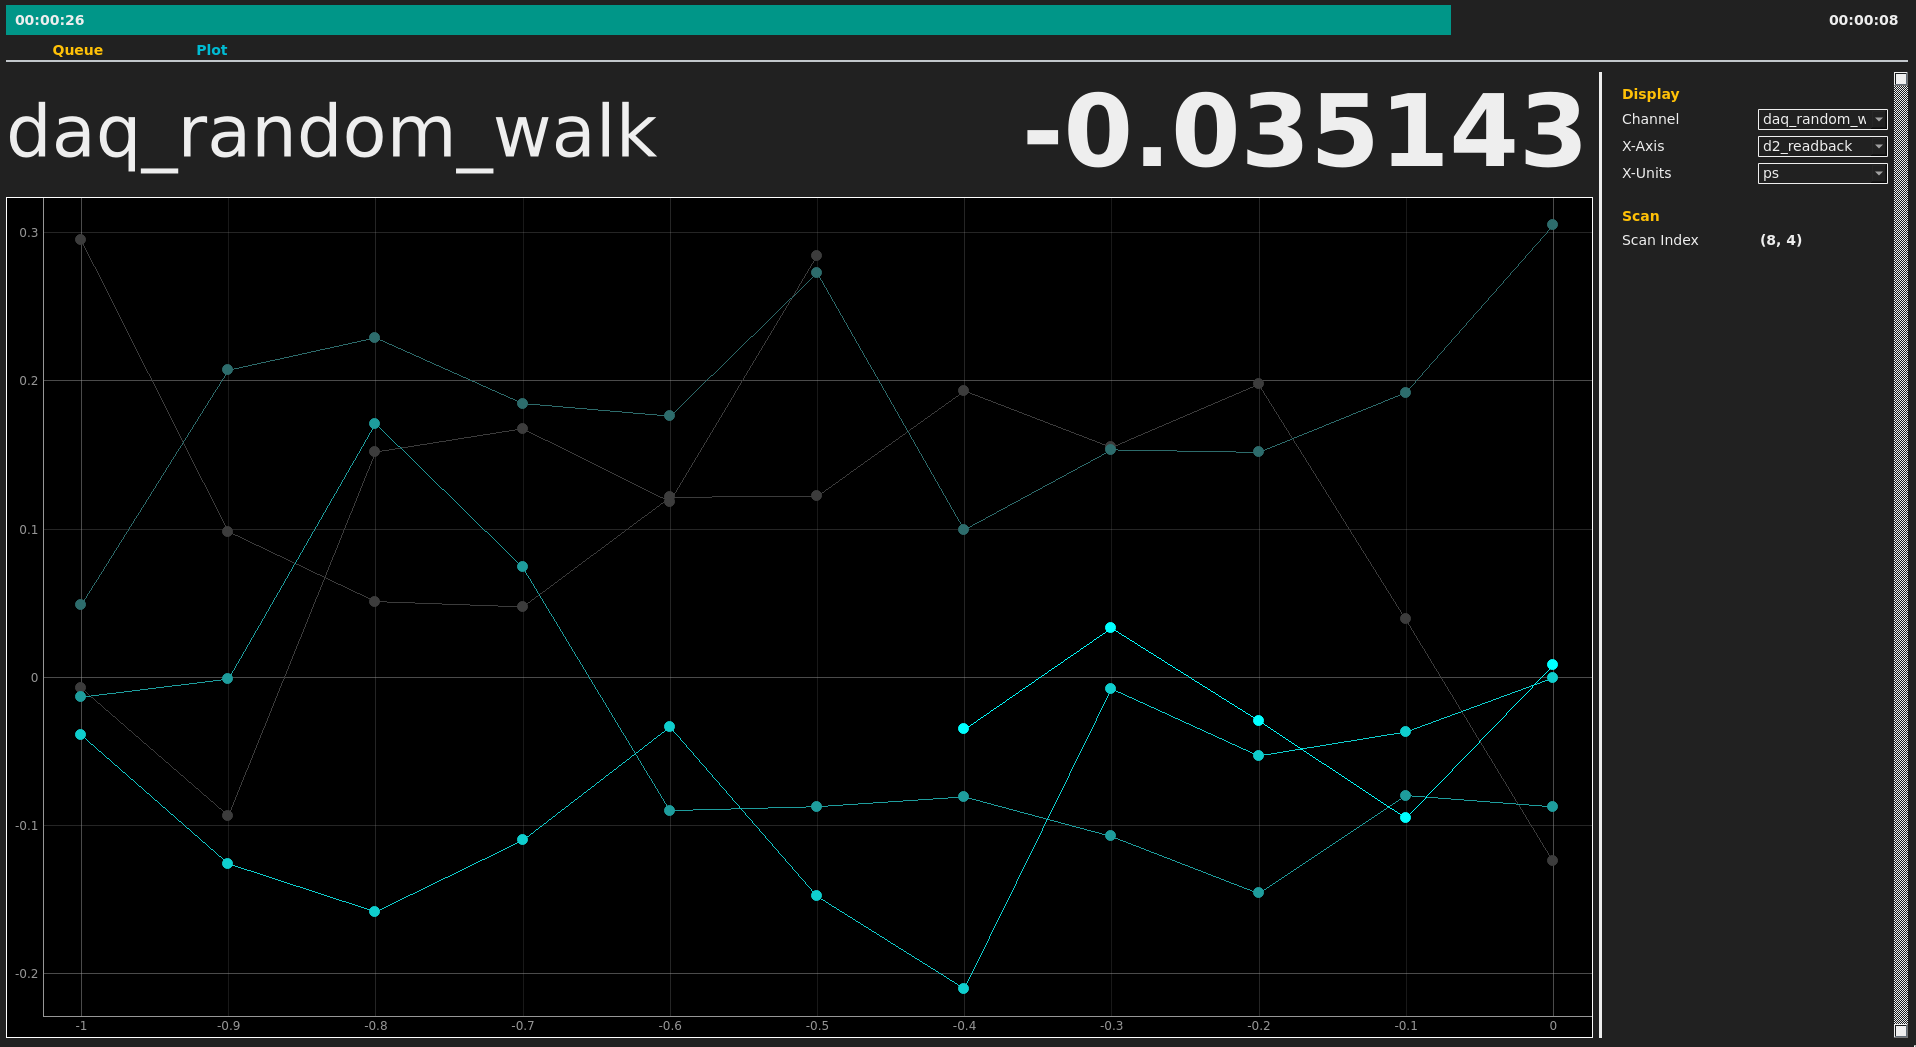 00:00:26 00:00:08
Queue Plot
daq_random_walk -0.035143
Display
Channel daq_random_w
X-Axis d2_readback
X-Units ps
Scan
Scan Index (8, 4)
0.3
0.2
0.1
0
-0.1
-0.2
-1 -0.9 -0.8 -0.7 -0.6 -0.5 -0.4 -0.3 -0.2 -0.1 0